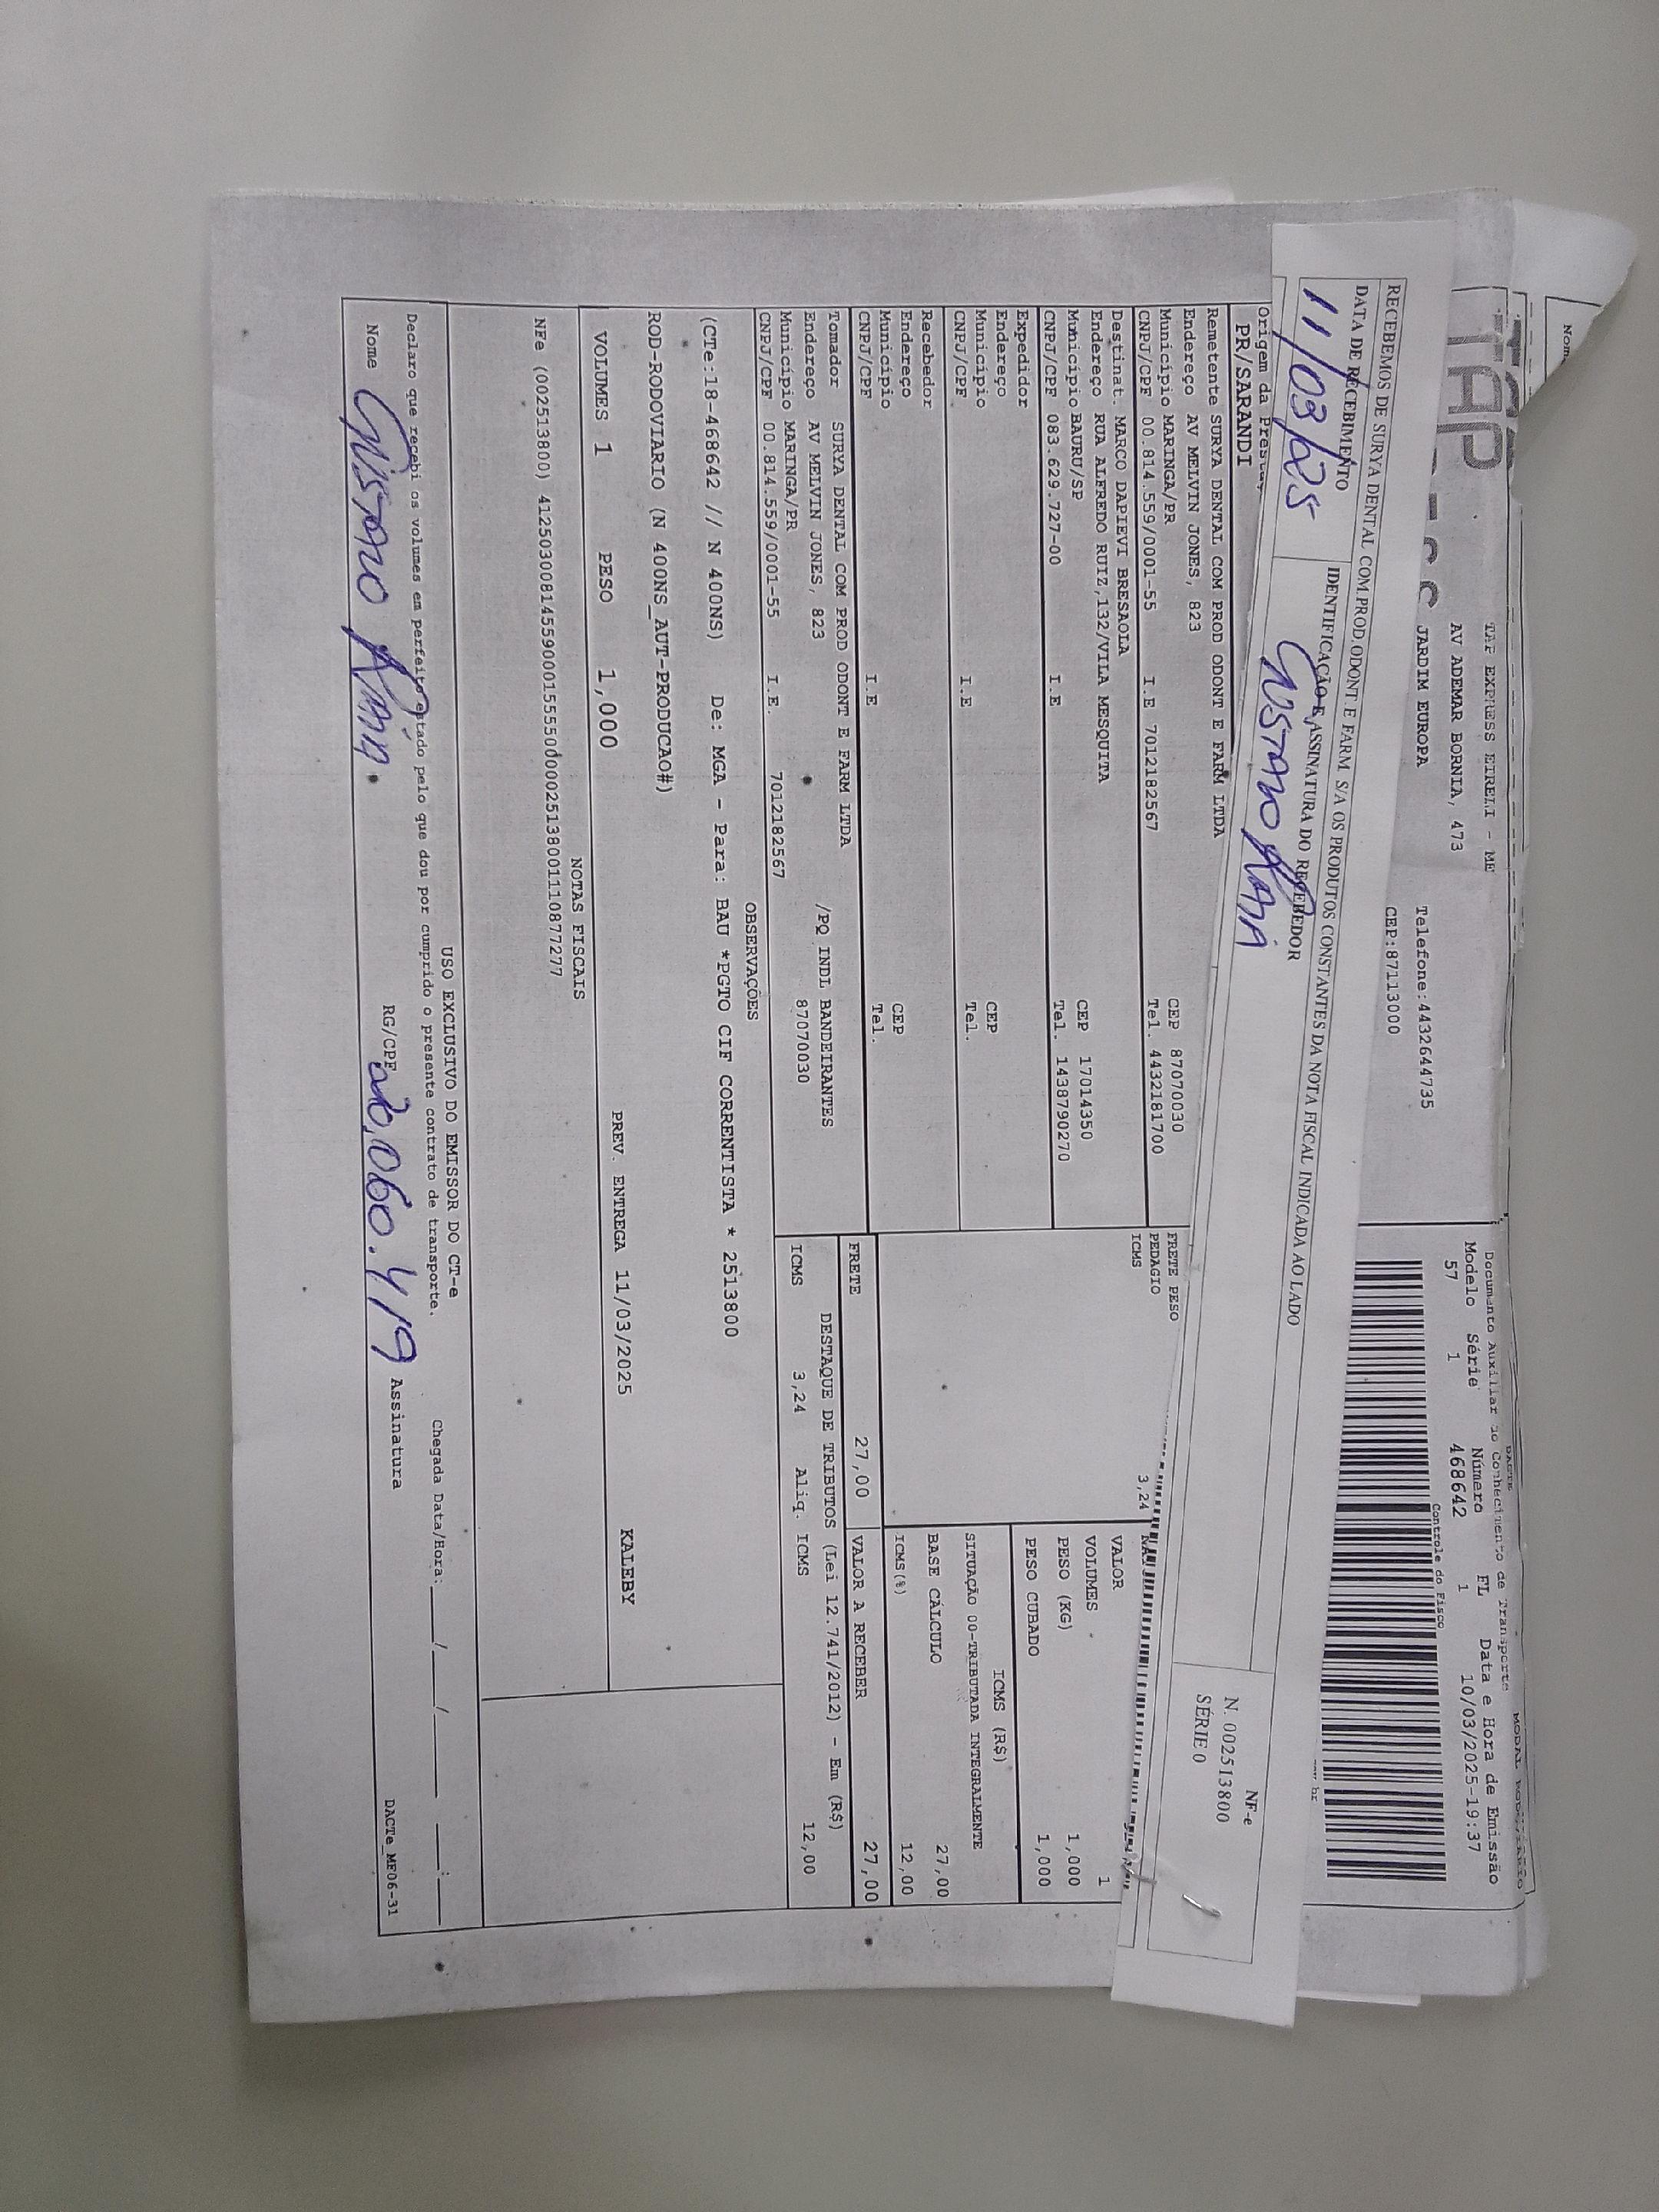 Nom
TAP
TAP EXPRESS EIRELI - ME
AV ADEMAR BORNIA, 473
JARDIM EUROPA
Telefone:4432644735
CEP:87113000
DACTE
Documento Auxiliar do Conhecimento de Transporte
MODAL RODOVIÁRIO
Modelo Série Número FL Data e Hora de Emissão
57 1 468642 1 10/03/2025-19:37
Controle do Fisco
RECEBEMOS DE SURYA DENTAL COM.PROD.ODONT E FARM S/A OS PRODUTOS CONSTANTES DA NOTA FISCAL INDICADA AO LADO
DATA DE RECEBIMENTO
IDENTIFICAÇÃO E ASSINATURA DO RECEBEDOR
11/03/25
NF-e
N. 002513800
SÉRIE 0
Origem da
PR/SARANDI
Remetente SURYA DENTAL COM PROD ODONT E FARM LTDA
Endereço AV MELVIN JONES, 823
Município MARINGA/PR CEP 87070030
CNPJ/CPF 00.814.559/0001-55 I.E 7012182567 Tel. 4432181700
Destinat. MARCO DAPIEVI BRESAOLA
Endereço RUA ALFREDO RUIZ,132/VILA MESQUITA
Município BAURU/SP CEP 17014350
CNPJ/CPF 083.629.727-00 I.E Tel. 1438790270
Expedidor
Endereço
Município CEP
CNPJ/CPF I.E Tel.
Recebedor
Endereço
Município CEP
CNPJ/CPF I.E Tel.
Tomador SURYA DENTAL COM PROD ODONT E FARM LTDA
Endereço AV MELVIN JONES, 823 /PQ INDL BANDEIRANTES
Município MARINGA/PR 87070030
CNPJ/CPF 00.814.559/0001-55 I.E. 7012182567
FRETE PESO
PEDAGIO
ICMS 3,24
VALOR
VOLUMES 1
PESO (KG) 1,000
PESO CUBADO 1,000
ICMS (R$)
SITUAÇÃO 00-TRIBUTADA INTEGRALMENTE
BASE CÁLCULO 27,00
ICMS(%) 12,00
FRETE 27,00 VALOR A RECEBER 27,00
DESTAQUE DE TRIBUTOS (Lei 12.741/2012) - Em (R$)
ICMS 3,24 Aliq. ICMS 12,00
OBSERVAÇÕES
(CTe:18-468642 // N 400NS) De: MGA - Para: BAU *PGTO CIF CORRENTISTA * 2513800
ROD-RODOVIARIO (N 400NS_AUT-PRODUCAO#)
VOLUMES 1 PESO 1,000 PREV. ENTREGA 11/03/2025 KALEBY
NOTAS FISCAIS
USO EXCLUSIVO DO EMISSOR DO CT-e
Declaro que recebi os volumes em perfeito estado pelo que dou por cumprido o presente contrato de transporte.
Chegada Data/Hora: ___/___/___ __:__
Nome
RG/CPF
Assinatura
DACTe_MF06-31